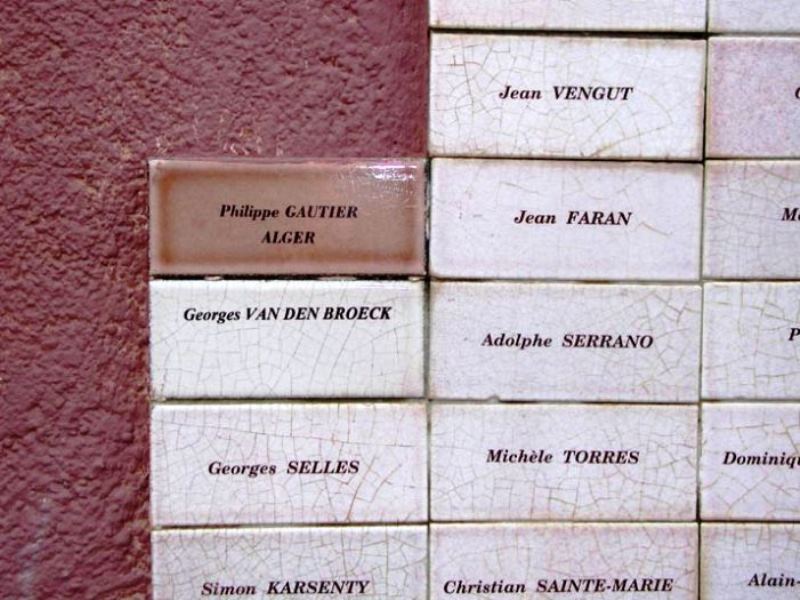 Jean VENGUT
Philippe GAUTIER
ALGER
Jean FARAN
Georges VAN DEN BROECK
Adolphe SERRANO
Georges SELLES
Michèle TORRES
Simon KARSENTY
Christian SAINTE-MARIE
Alain-